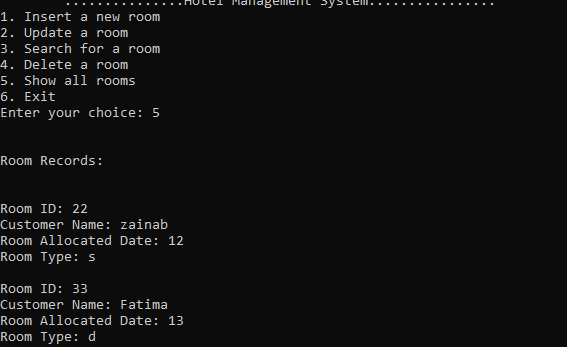 ...............Hotel Management System................
1. Insert a new room
2. Update a room
3. Search for a room
4. Delete a room
5. Show all rooms
6. Exit
Enter your choice: 5
Room Records:
Room ID: 22
Customer Name: zainab
Room Allocated Date: 12
Room Type: s
Room ID: 33
Customer Name: Fatima
Room Allocated Date: 13
Room Type: d